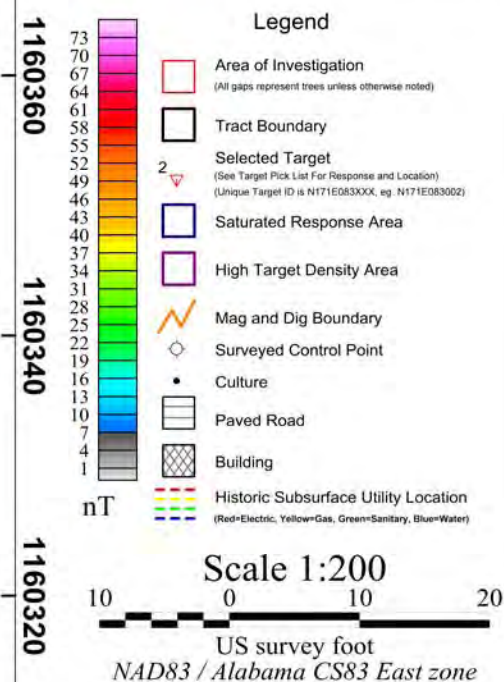 1160360
1160340
1160320
73
70
67
64
61
58
55
52
49
46
43
40
37
34
31
28
25
22
19
16
13
10
7
4
1
nT
Legend
Area of Investigation
(All gaps represent trees unless otherwise noted)
Tract Boundary
2
Selected Target
(See Target Pick List For Response and Location)
(Unique Target ID is N171E083XXX, eg. N171E083002)
Saturated Response Area
High Target Density Area
Mag and Dig Boundary
Surveyed Control Point
Culture
Paved Road
Building
Historic Subsurface Utility Location
(Red=Electric, Yellow=Gas, Green=Sanitary, Blue=Water)
Scale 1:200
10 0 10 20
US survey foot
NAD83 / Alabama CS83 East zone